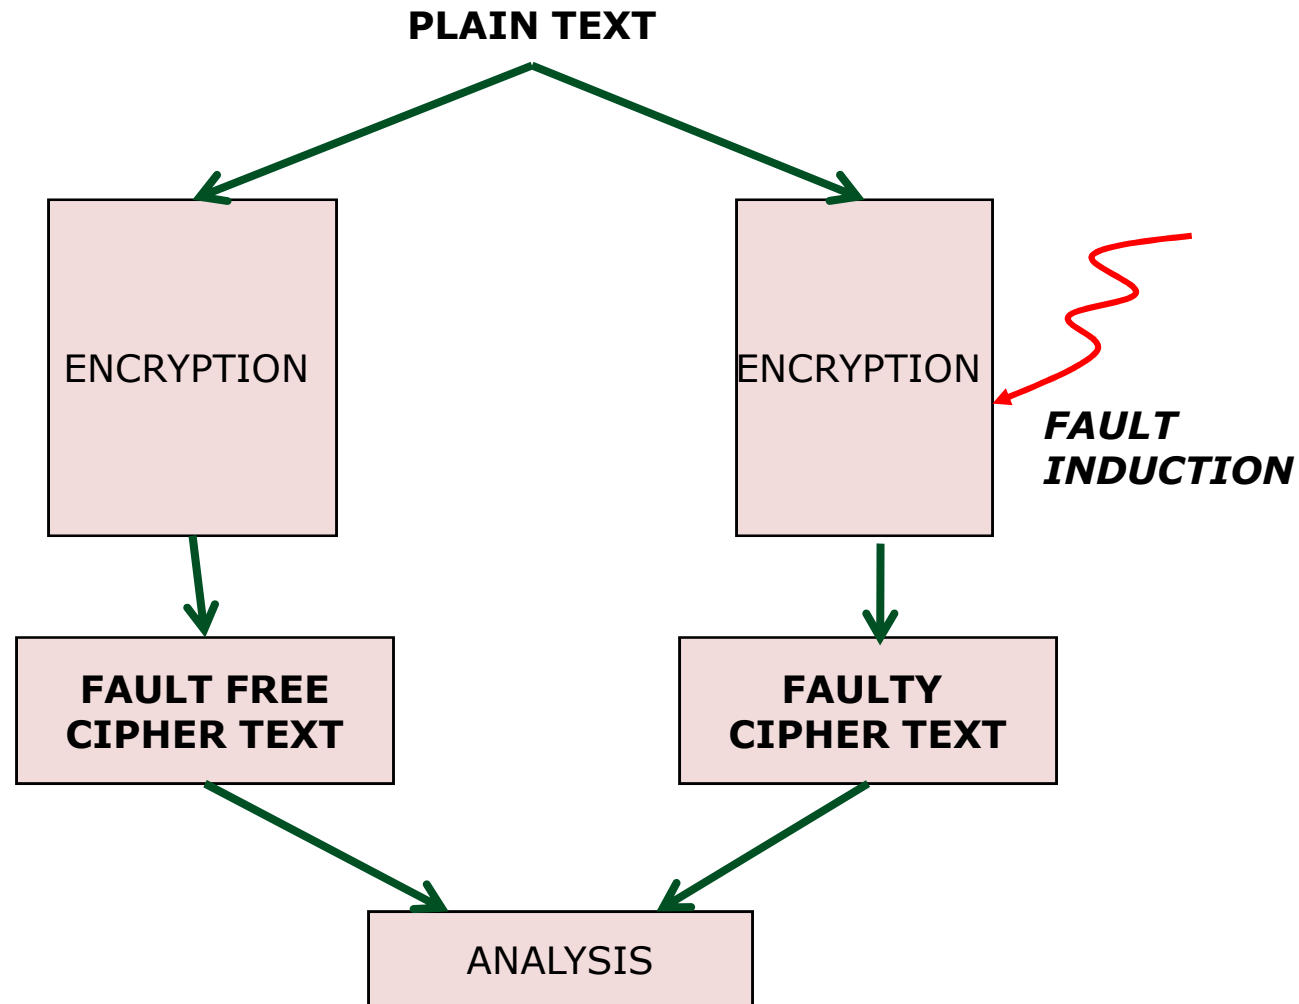 PLAIN TEXT
ENCRYPTION
ENCRYPTION
FAULT
INDUCTION
FAULT FREE
CIPHER TEXT
FAULTY
CIPHER TEXT
ANALYSIS